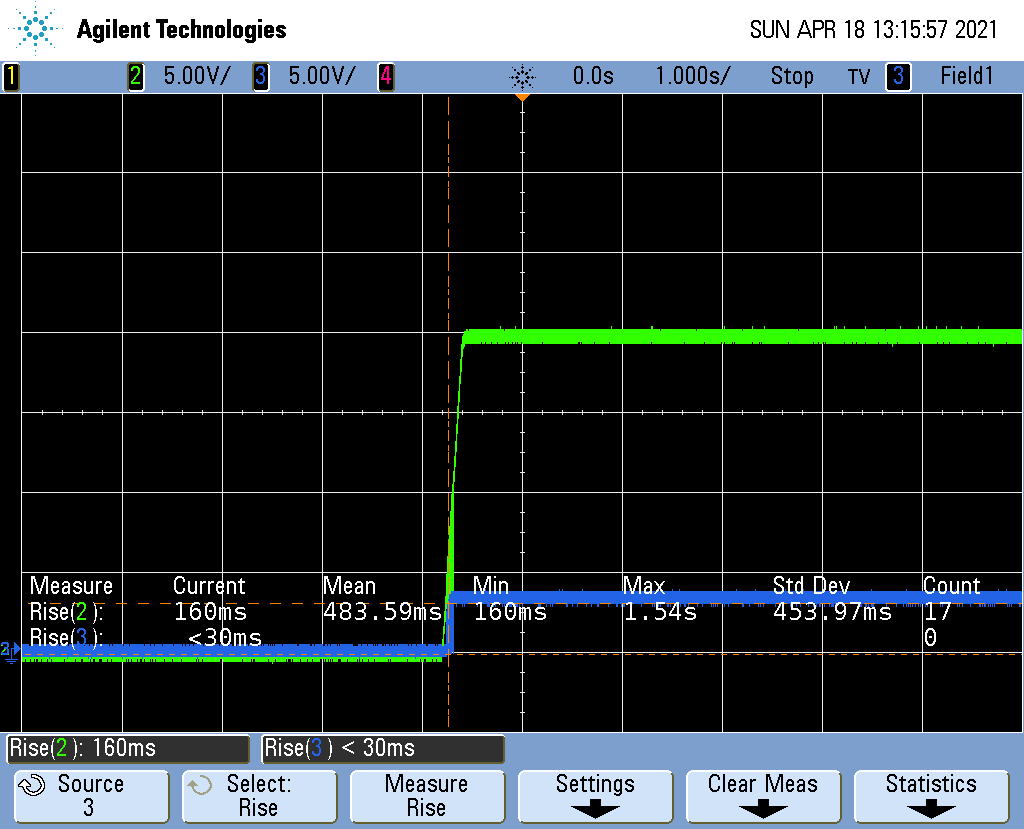 Agilent Technologies SUN APR 18 13:15:57 2021
1 2 5.00V/ 3 5.00V/ 4 0.0s 1.000s/ Stop TV 3 Field1
Measure Current Mean Min Max Std Dev Count
Rise(2): 160ms 483.59ms 160ms 1.54s 453.97ms 17
Rise(3): <30ms 0
2
Rise(2): 160ms Rise(3) < 30ms
Source Select: Measure Settings Clear Meas Statistics
3 Rise Rise